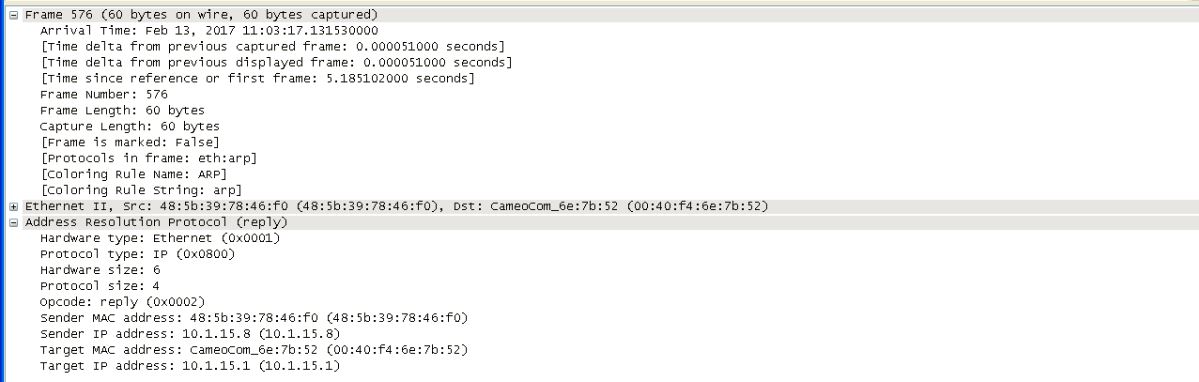 Frame 576 (60 bytes on wire, 60 bytes captured)
Arrival Time: Feb 13, 2017 11:03:17.131530000
[Time delta from previous captured frame: 0.000051000 seconds]
[Time delta from previous displayed frame: 0.000051000 seconds]
[Time since reference or first frame: 5.185102000 seconds]
Frame Number: 576
Frame Length: 60 bytes
Capture Length: 60 bytes
[Frame is marked: False]
[Protocols in frame: eth:arp]
[Coloring Rule Name: ARP]
[Coloring Rule String: arp]
Ethernet II, Src: 48:5b:39:78:46:f0 (48:5b:39:78:46:f0), Dst: CameoCom_6e:7b:52 (00:40:f4:6e:7b:52)
Address Resolution Protocol (reply)
Hardware type: Ethernet (0x0001)
Protocol type: IP (0x0800)
Hardware size: 6
Protocol size: 4
Opcode: reply (0x0002)
Sender MAC address: 48:5b:39:78:46:f0 (48:5b:39:78:46:f0)
Sender IP address: 10.1.15.8 (10.1.15.8)
Target MAC address: CameoCom_6e:7b:52 (00:40:f4:6e:7b:52)
Target IP address: 10.1.15.1 (10.1.15.1)